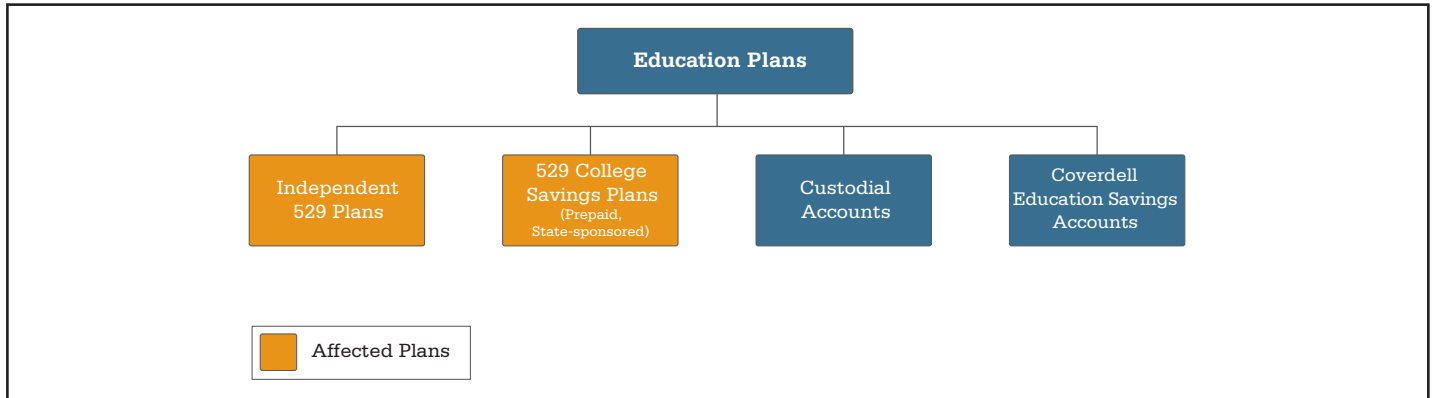 Education Plans
Independent
529 Plans
529 College
Savings Plans
(Prepaid,
State-sponsored)
Custodial
Accounts
Coverdell
Education Savings
Accounts
Affected Plans